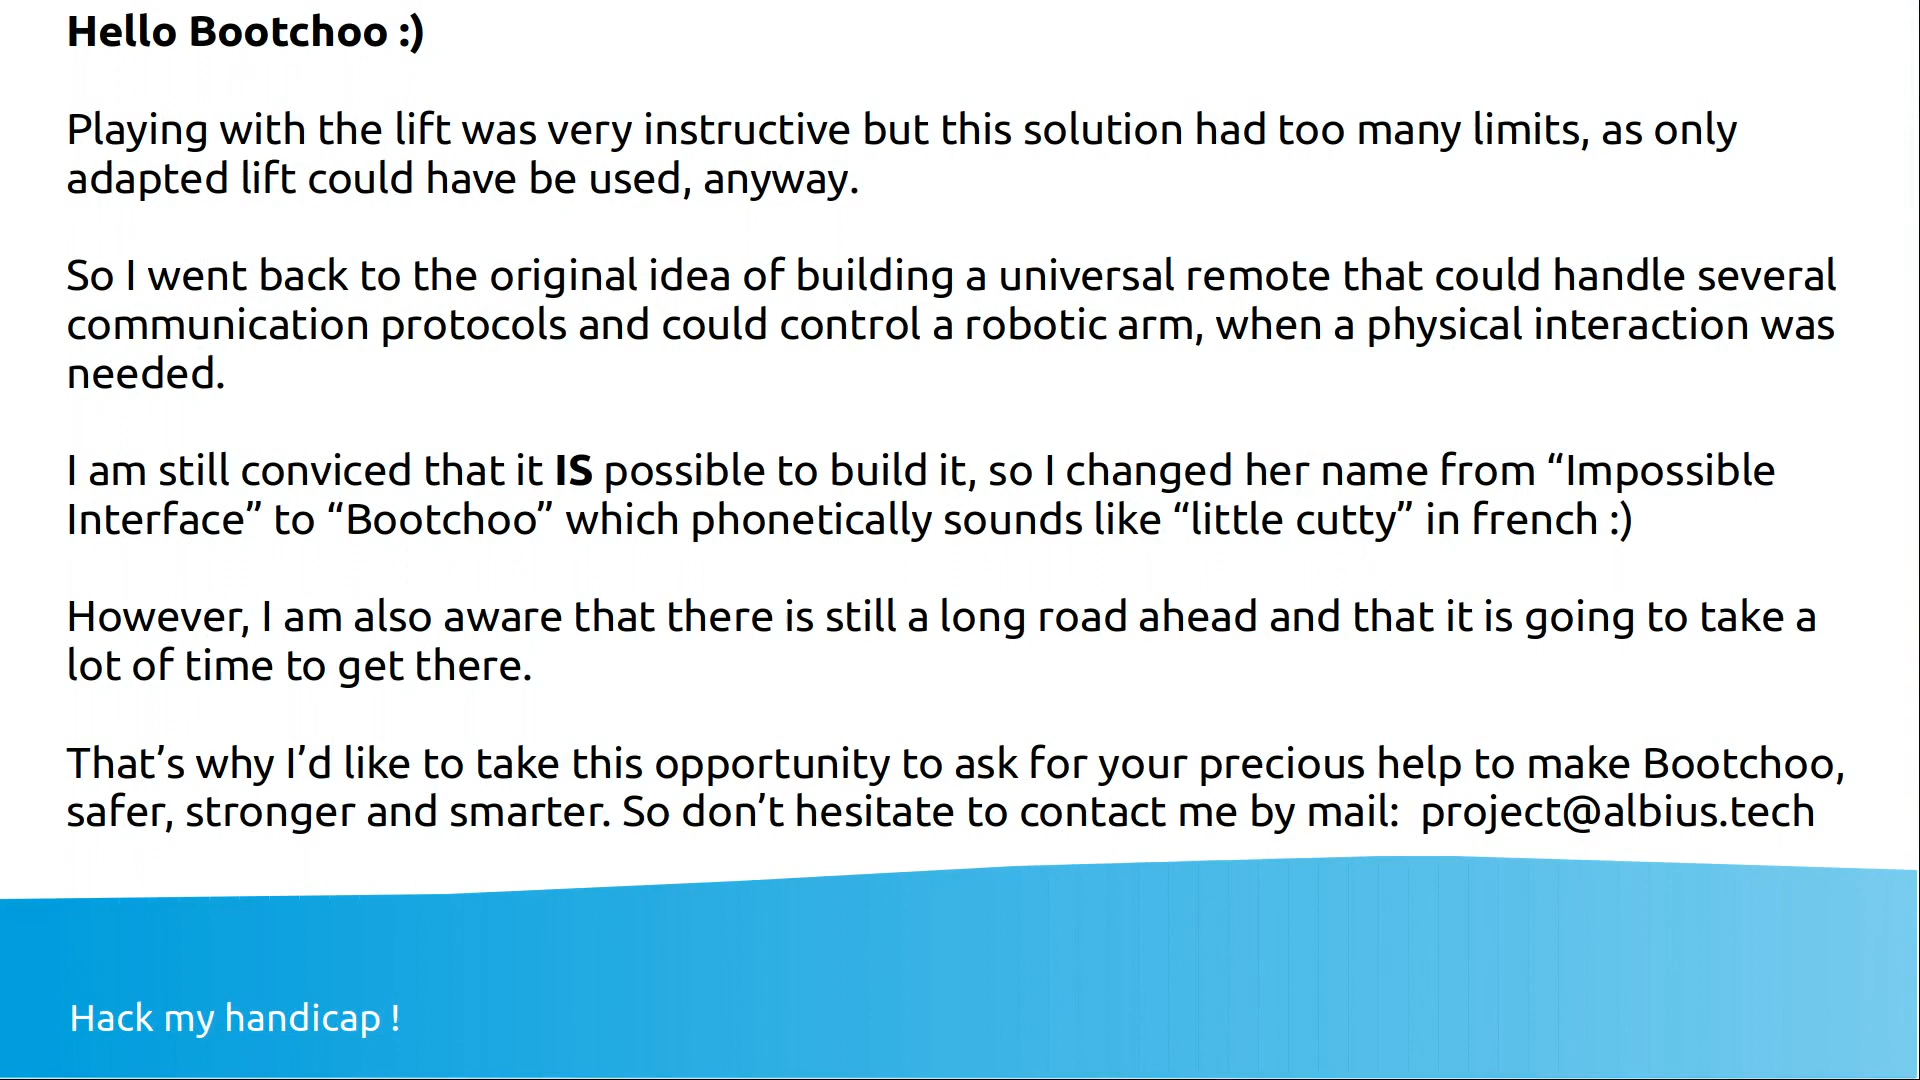 Hello Bootchoo :)
Playing with the lift was very instructive but this solution had too many limits, as only
adapted lift could have be used, anyway.
So I went back to the original idea of building a universal remote that could handle several
communication protocols and could control a robotic arm, when a physical interaction was
needed.
I am still conviced that it IS possible to build it, so I changed her name from “Impossible
Interface” to “Bootchoo” which phonetically sounds like “little cutty” in french :)
However, I am also aware that there is still a long road ahead and that it is going to take a
lot of time to get there.
That’s why I’d like to take this opportunity to ask for your precious help to make Bootchoo,
safer, stronger and smarter. So don’t hesitate to contact me by mail:  project@albius.tech
Hack my handicap !